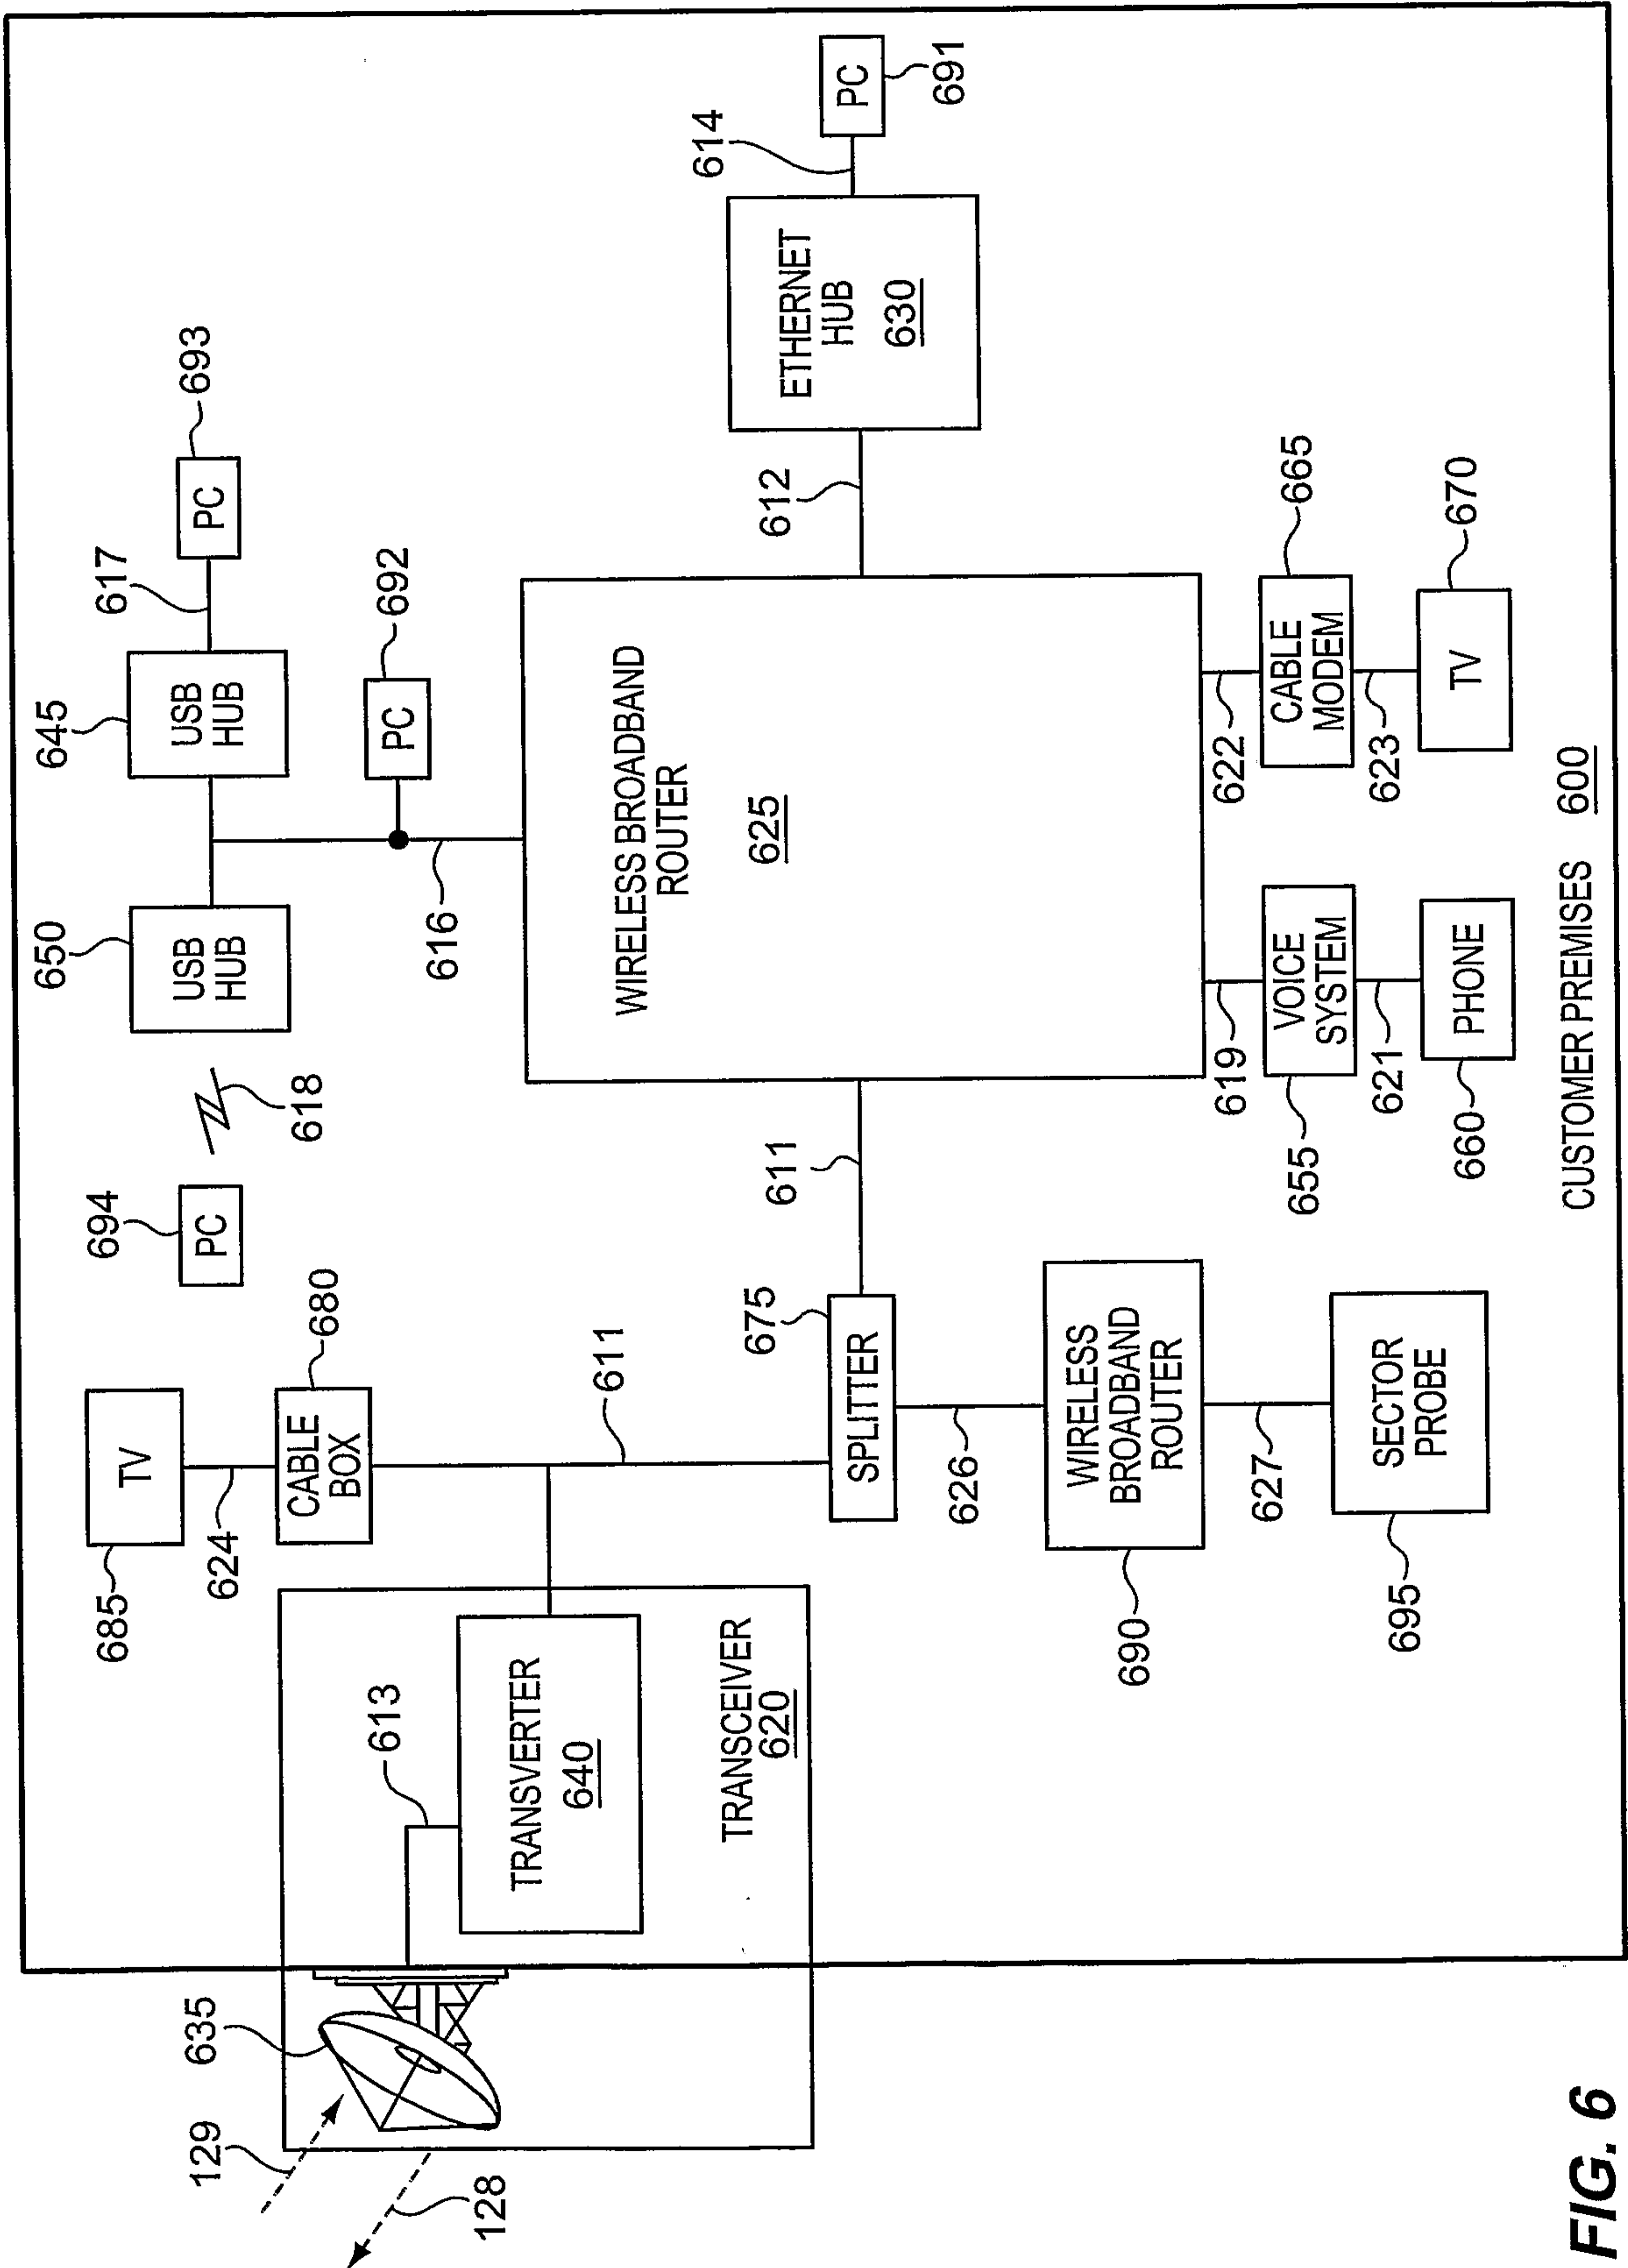 129
128
635
613
TRANSVERTER
640
TRANSCEIVER
620
685
TV
624
CABLE
BOX
680
611
694
PC
618
650
USB
HUB
645
USB
HUB
617
PC
693
616
PC
692
675
SPLITTER
611
626
WIRELESS
BROADBAND
ROUTER
690
627
SECTOR
PROBE
695
WIRELESS BROADBAND
ROUTER
625
612
ETHERNET
HUB
630
614
PC
691
619
VOICE
SYSTEM
655
621
PHONE
660
622
CABLE
MODEM
665
623
TV
670
CUSTOMER PREMISES 600
FIG. 6